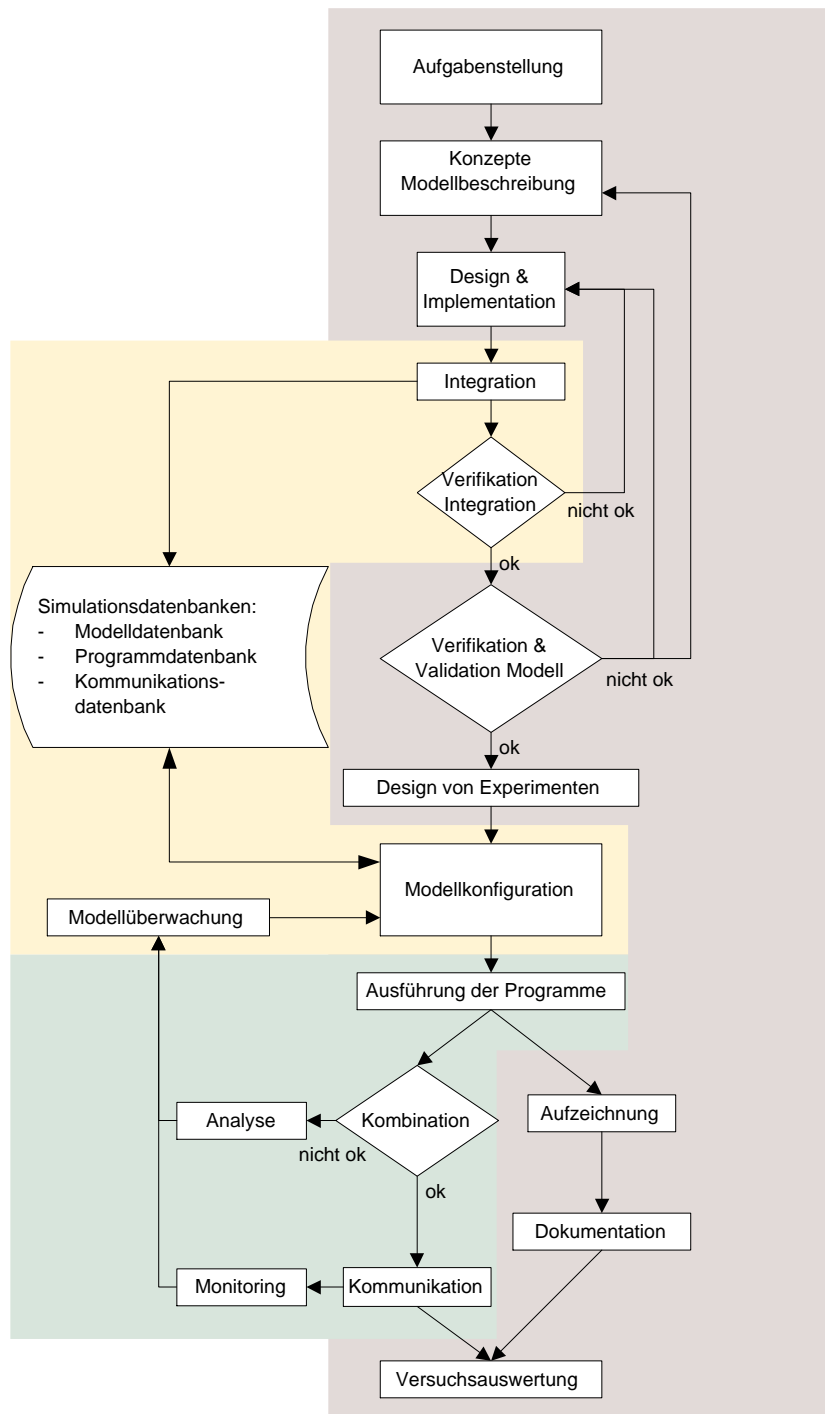 Aufgabenstellung
Konzepte
Modellbeschreibung
Design &
Implementation
Integration
Verifikation
Integration
nicht ok
ok
Simulationsdatenbanken:
- Modelldatenbank
- Programmdatenbank
- Kommunikations-
datenbank
Verifikation &
Validation Modell
nicht ok
ok
Design von Experimenten
Modellkonfiguration
Modellüberwachung
Ausführung der Programme
Kombination
Analyse
nicht ok
Aufzeichnung
ok
Dokumentation
Monitoring
Kommunikation
Versuchsauswertung